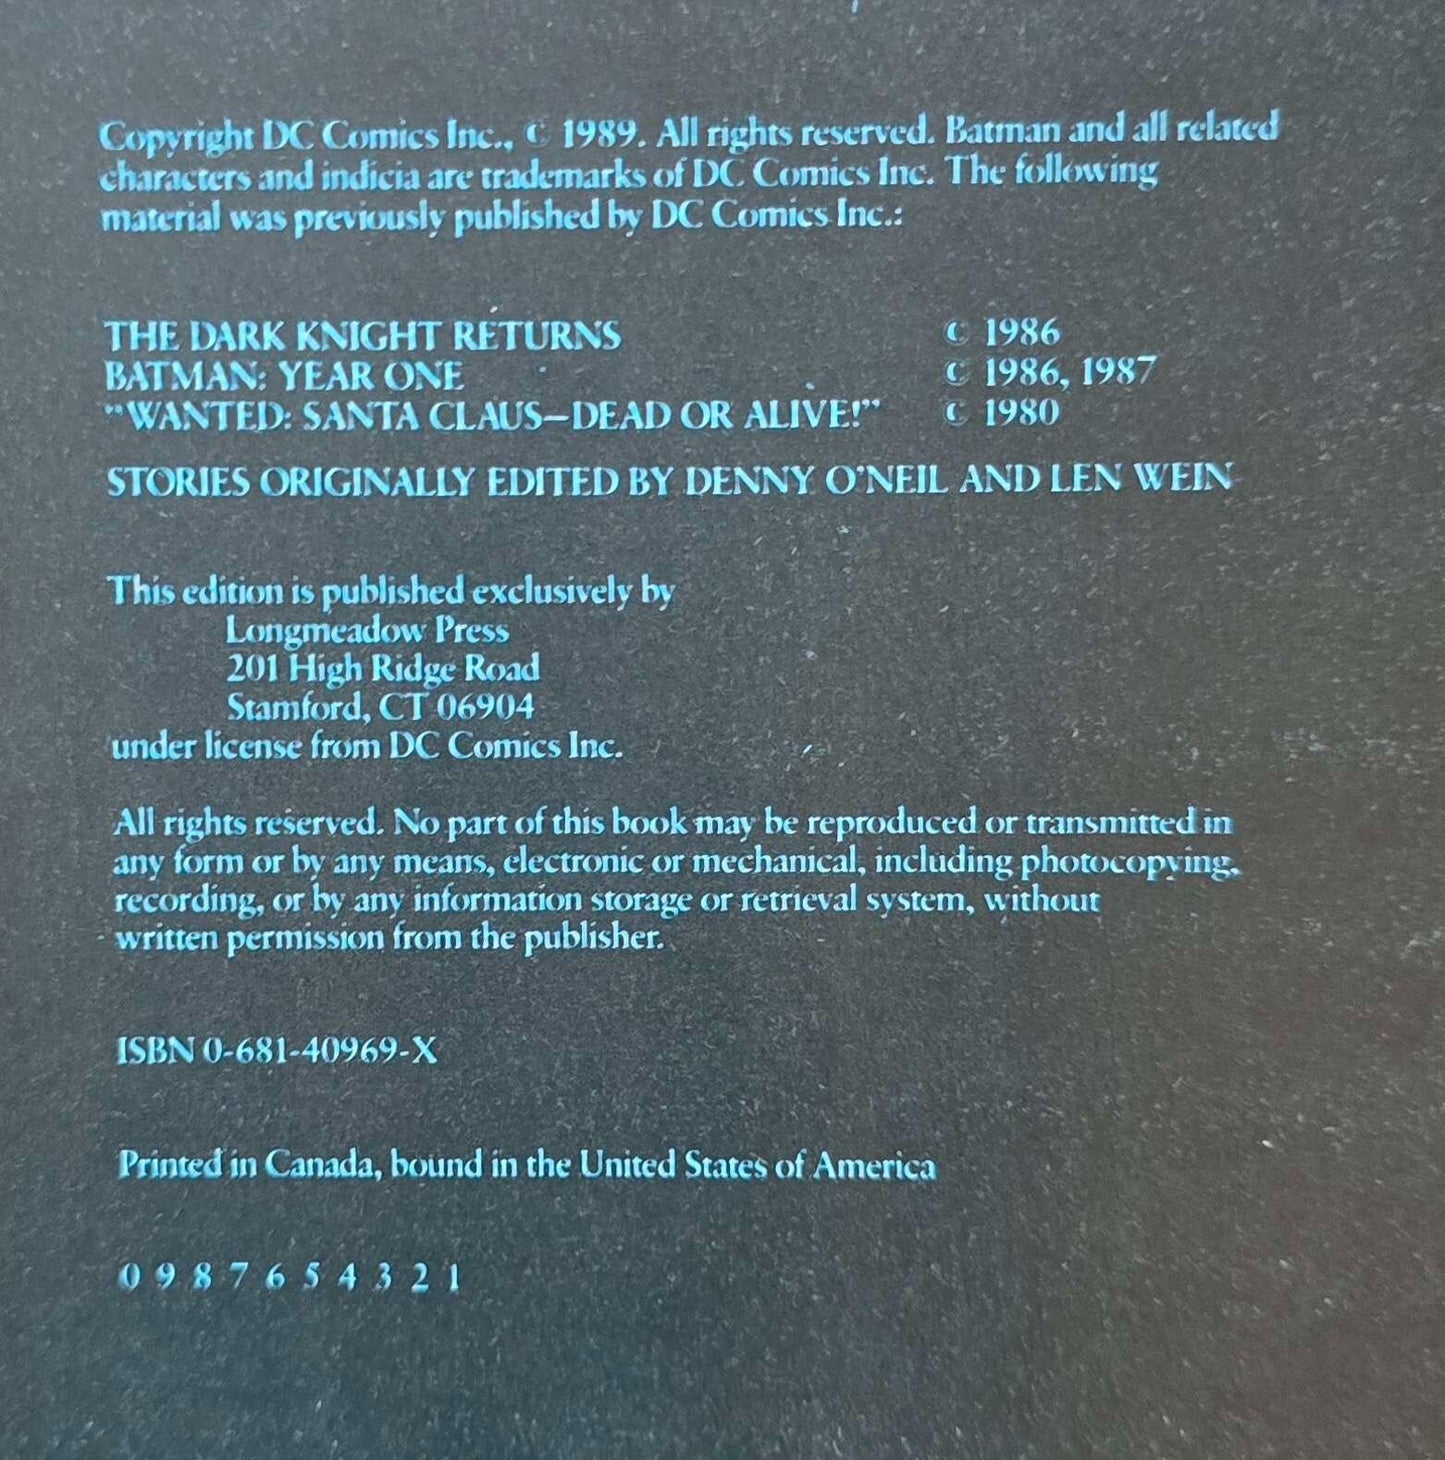 Copyright DC Comics Inc., © 1989. All rights reserved. Batman and all related
characters and indicia are trademarks of DC Comics Inc. The following
material was previously published by DC Comics Inc.:
THE DARK KNIGHT RETURNS © 1986
BATMAN: YEAR ONE © 1986, 1987
"WANTED: SANTA CLAUS—DEAD OR ALIVE!" © 1980
STORIES ORIGINALLY EDITED BY DENNY O'NEIL AND LEN WEIN
This edition is published exclusively by
Longmeadow Press
201 High Ridge Road
Stamford, CT 06904
under license from DC Comics Inc.
All rights reserved. No part of this book may be reproduced or transmitted in
any form or by any means, electronic or mechanical, including photocopying,
recording, or by any information storage or retrieval system, without
written permission from the publisher.
ISBN 0-681-40969-X
Printed in Canada, bound in the United States of America
0 9 8 7 6 5 4 3 2 1